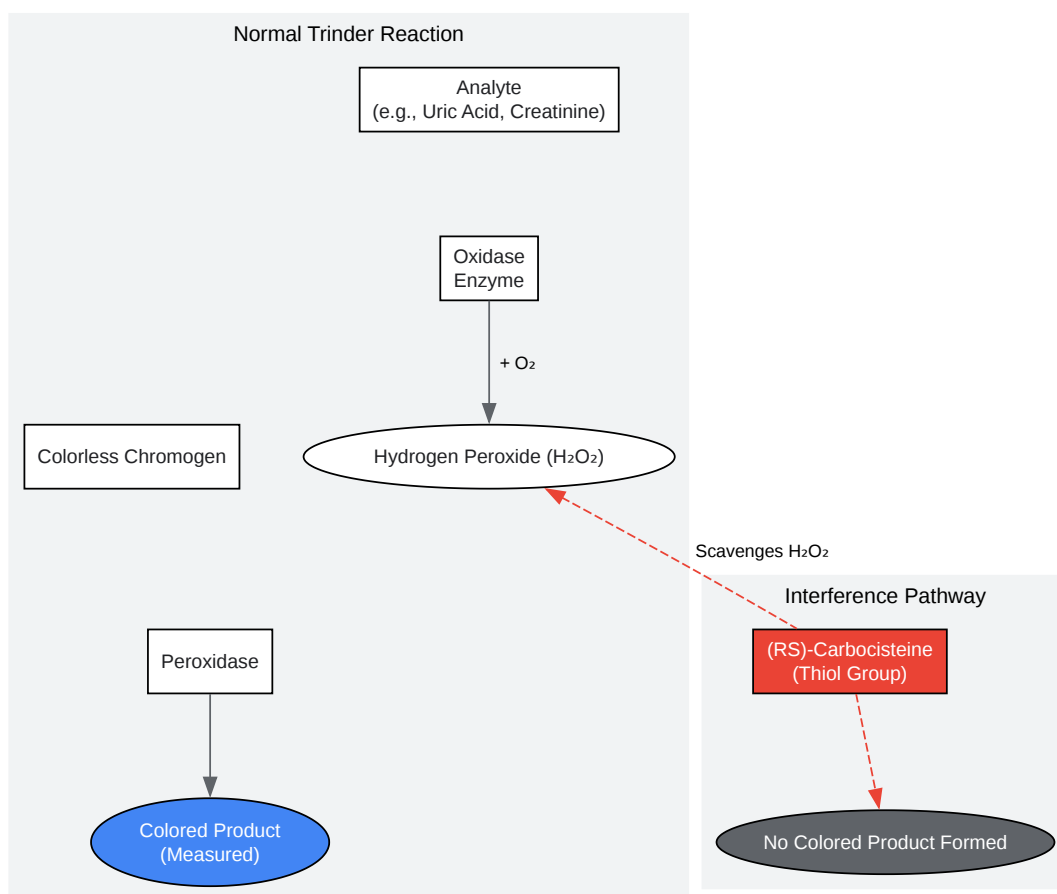 Normal Trinder Reaction
Analyte
(e.g., Uric Acid, Creatinine)
Oxidase
Enzyme
+ O₂
Colorless Chromogen
Hydrogen Peroxide (H₂O₂)
Scavenges H₂O₂
Interference Pathway
Peroxidase
(RS)-Carbocisteine
(Thiol Group)
Colored Product
(Measured)
No Colored Product Formed